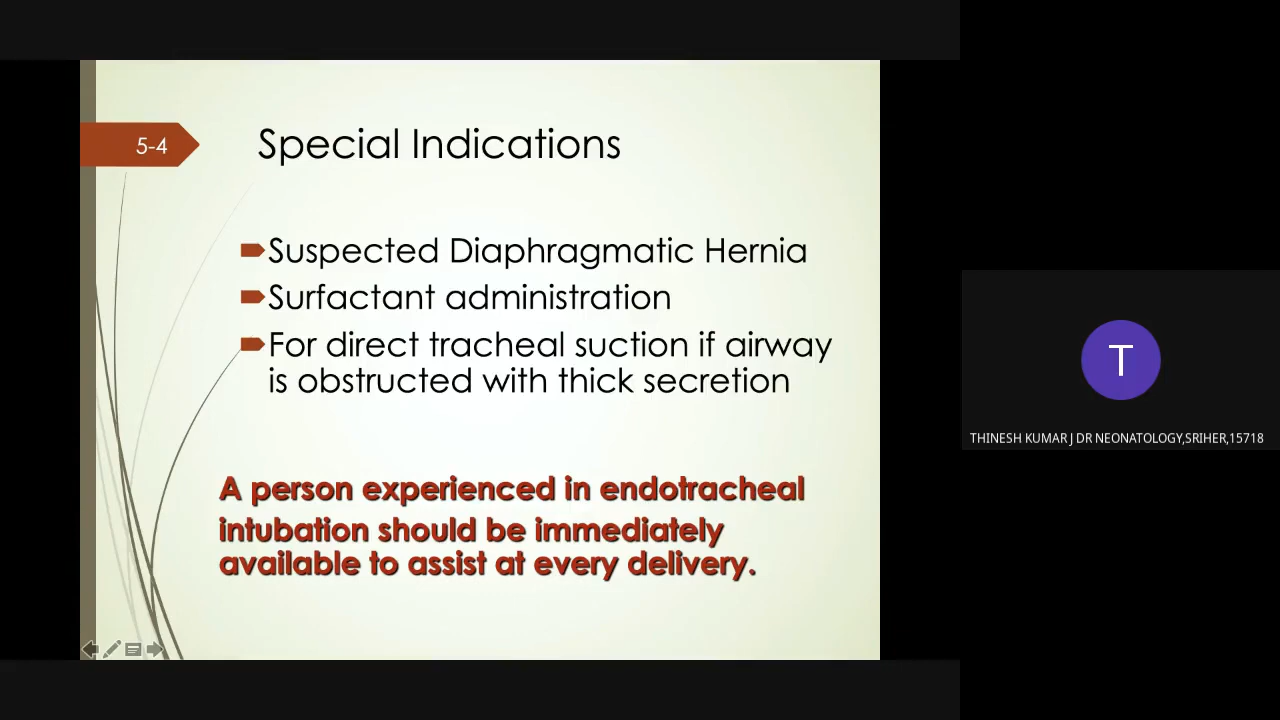 5-4
Special Indications
Suspected Diaphragmatic Hernia
Surfactant administration
For direct tracheal suction if airway
is obstructed with thick secretion
A person experienced in endotracheal
intubation should be immediately
available to assist at every delivery.
T
THINESH KUMAR J DR NEONATOLOGY,SRIHER,15718